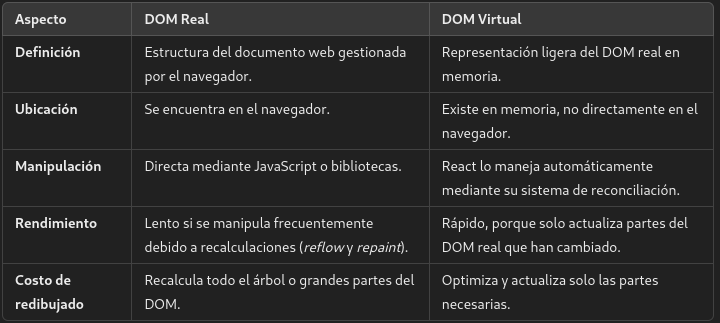 Aspecto DOM Real DOM Virtual
Definición Estructura del documento web gestionada Representación ligera del DOM real en
por el navegador. memoria.
Ubicación Se encuentra en el navegador. Existe en memoria, no directamente en el
navegador.
Manipulación Directa mediante JavaScript o bibliotecas. React lo maneja automáticamente
mediante su sistema de reconciliación.
Rendimiento Lento si se manipula frecuentemente Rápido, porque solo actualiza partes del
debido a recalculaciones (reflow y repaint). DOM real que han cambiado.
Costo de Recalcula todo el árbol o grandes partes del Optimiza y actualiza solo las partes
redibujado DOM. necesarias.